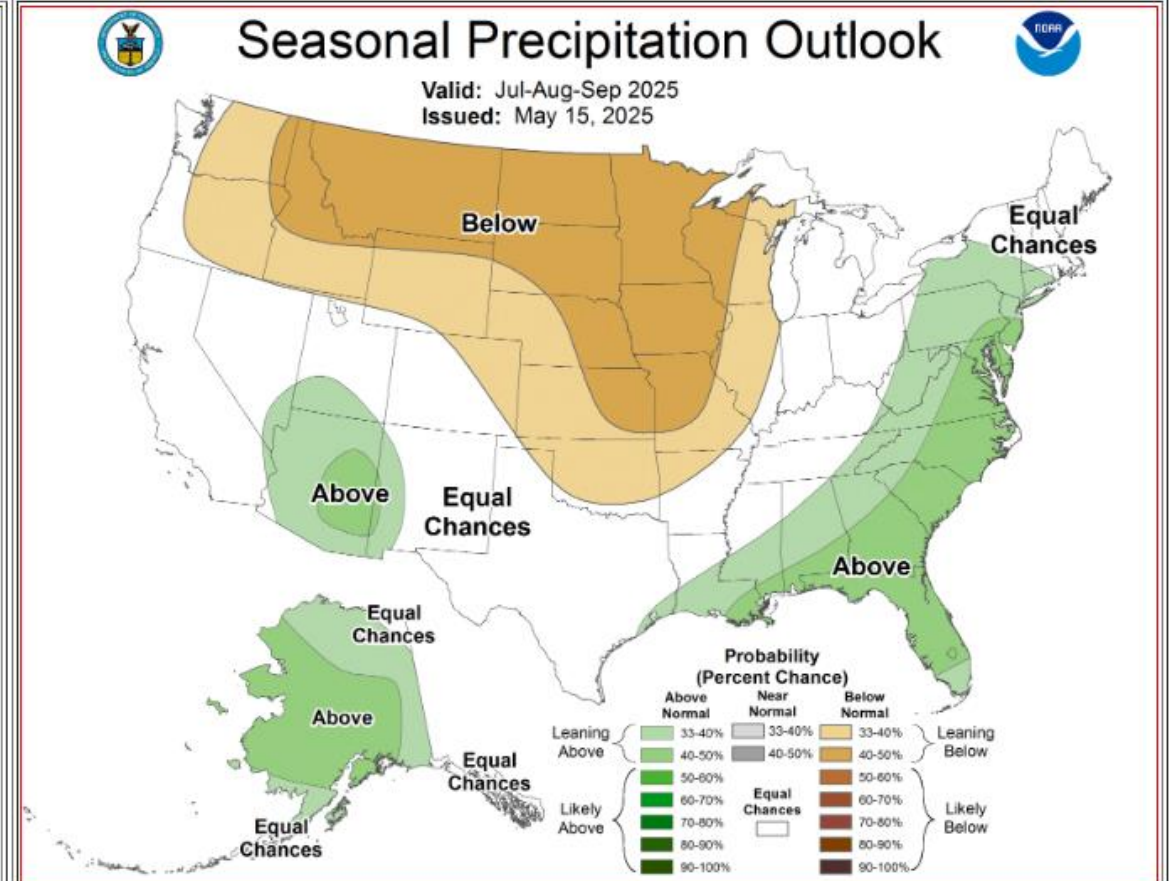 NOAA
Seasonal Precipitation Outlook
Valid: Jul-Aug-Sep 2025
Issued: May 15, 2025
Below
Equal
Chances
Above
Equal
Chances
Above
Equal
Chances
Above
Equal
Chances
Equal
Chances
Probability
(Percent Chance)
Above
Normal
Near
Normal
Below
Normal
Leaning
Above
33-40%
33-40%
33-40%
Leaning
Below
40-50%
40-50%
40-50%
Likely
Above
50-60%
60-70%
70-80%
80-90%
90-100%
Equal
Chances
50-60%
60-70%
70-80%
80-90%
90-100%
Likely
Below